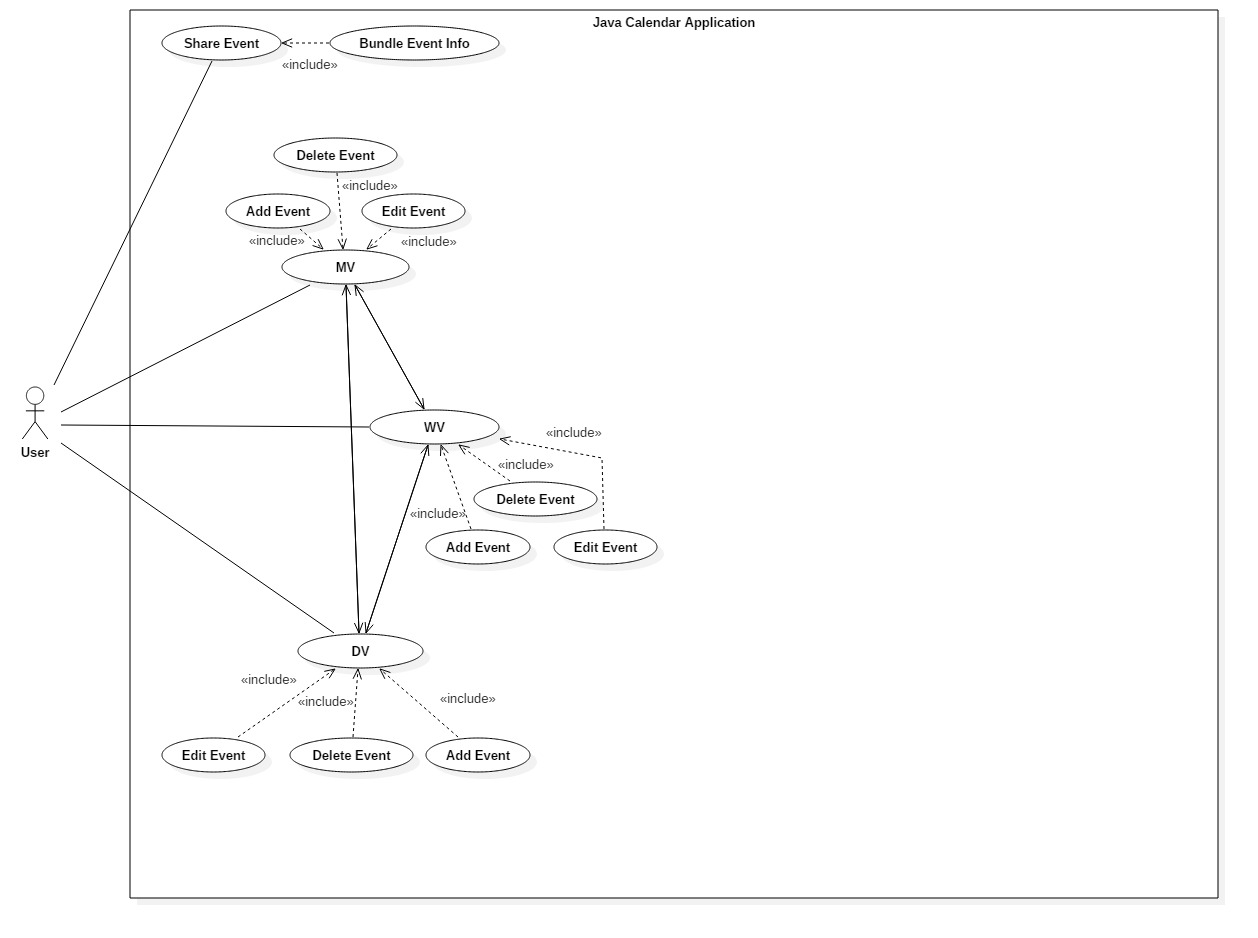 Java Calendar Application
Share Event
Bundle Event Info
«include»
Delete Event
«include»
Add Event
Edit Event
«include»
«include»
MV
User
WV
«include»
«include»
Delete Event
«include»
Add Event
Edit Event
DV
«include»
«include»
«include»
Edit Event
Delete Event
Add Event